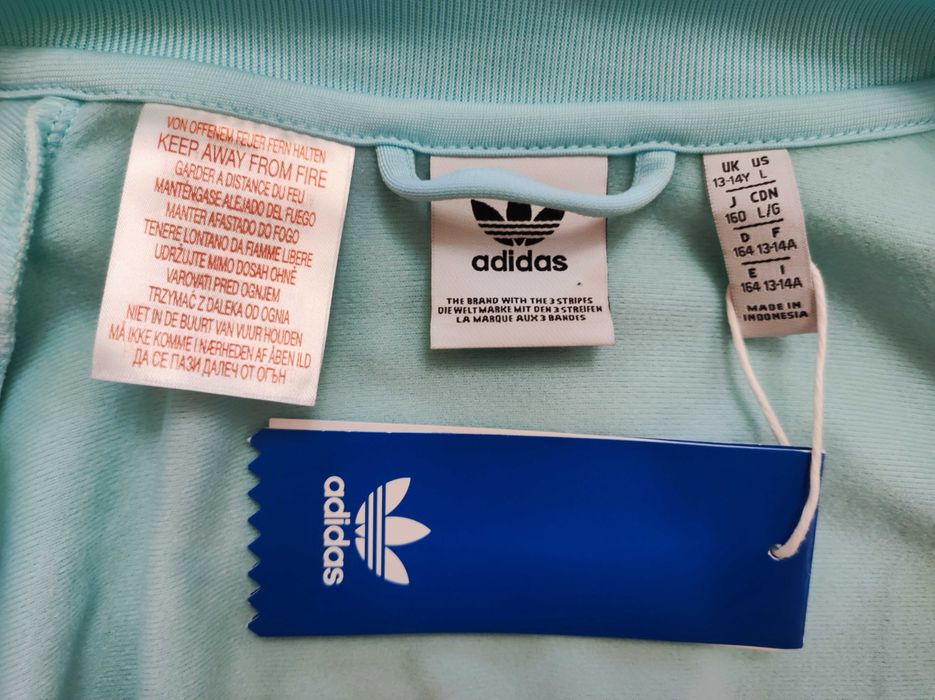 VON OFFENEM FEUER FERN HALTEN
KEEP AWAY FROM FIRE
GARDER A DISTANCE DU FEU
MANTÉNGASE ALEJADO DEL FUEGO
MANTER AFASTADO DO FOGO
TENERE LONTANO DA FIAMME LIBERE
UDRŽUJTE MIMO DOSAH OHNĚ
VAROVATI PRED OGNJEM
TRZYMAĆ Z DALEKA OD OGNIA
NIET IN DE BUURT VAN VUUR HOUDEN
MÅ IKKE KOMME I NÆRHEDEN AF ÅBEN ILD
ДА СЕ ПАЗИ ДАЛЕЧ ОТ ОГЪН
adidas
THE BRAND WITH THE 3 STRIPES
DIE WELTMARKE MIT DEN 3 STREIFEN
LA MARQUE AUX 3 BANDES
UK US
13-14Y L
J CDN
160 L/G
D F
164 13-14A
E I
164 13-14A
MADE IN
INDONESIA
adidas